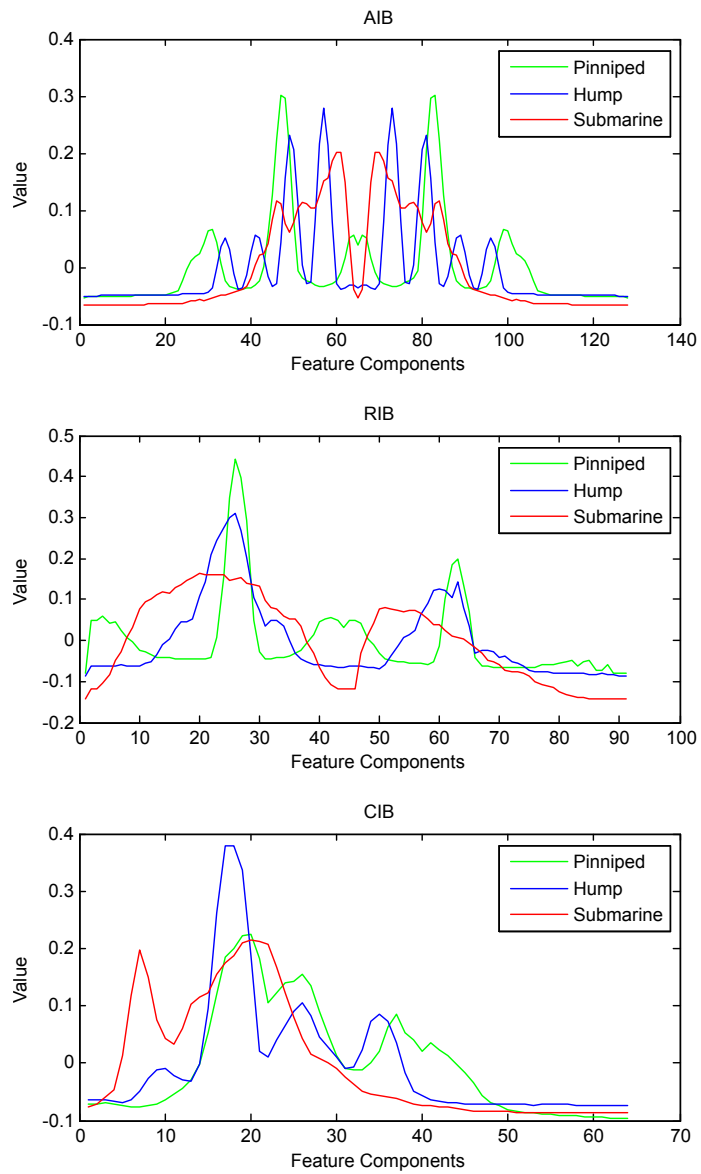 AIB
0.4
0.3
0.2
0.1
0
-0.1
Value
Pinniped
Hump
Submarine
0 20 40 60 80 100 120 140
Feature Components
RIB
0.5
0.4
0.3
0.2
0.1
0
-0.1
-0.2
Value
Pinniped
Hump
Submarine
0 10 20 30 40 50 60 70 80 90 100
Feature Components
CIB
0.4
0.3
0.2
0.1
0
-0.1
Value
Pinniped
Hump
Submarine
0 10 20 30 40 50 60 70
Feature Components